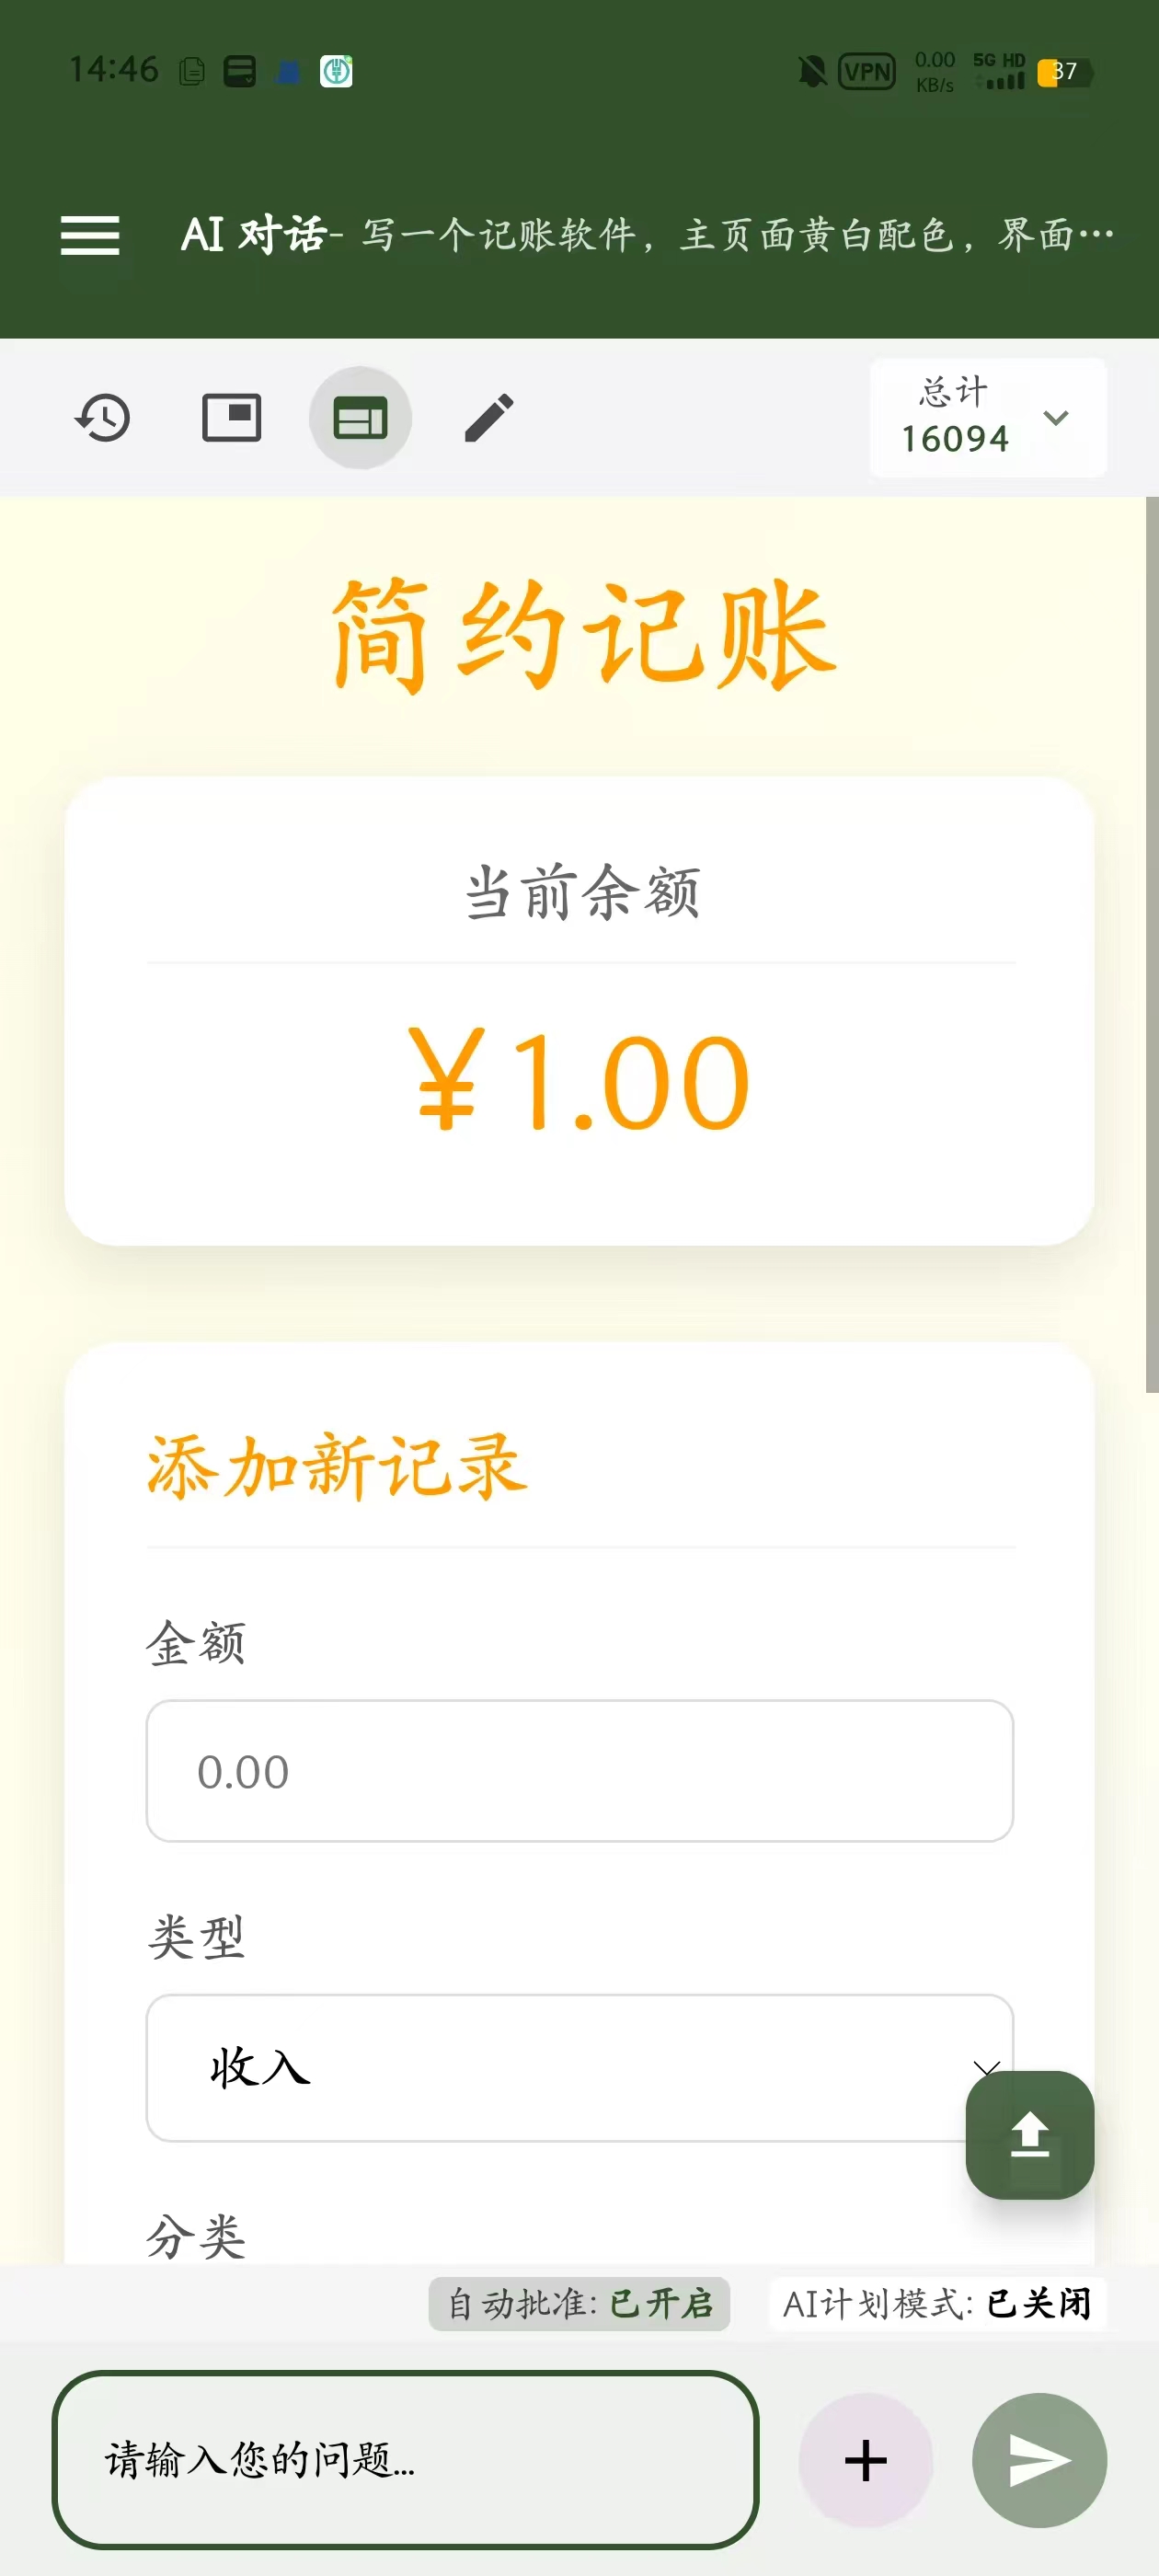 14:46
VPN
0.00
KB/s
5G HD
37
AI 对话- 写一个记账软件，主页面黄白配色，界面…
总计
16094
简约记账
当前余额
¥1.00
添加新记录
金额
0.00
类型
收入
分类
自动批准: 已开启
AI计划模式: 已关闭
请输入您的问题...